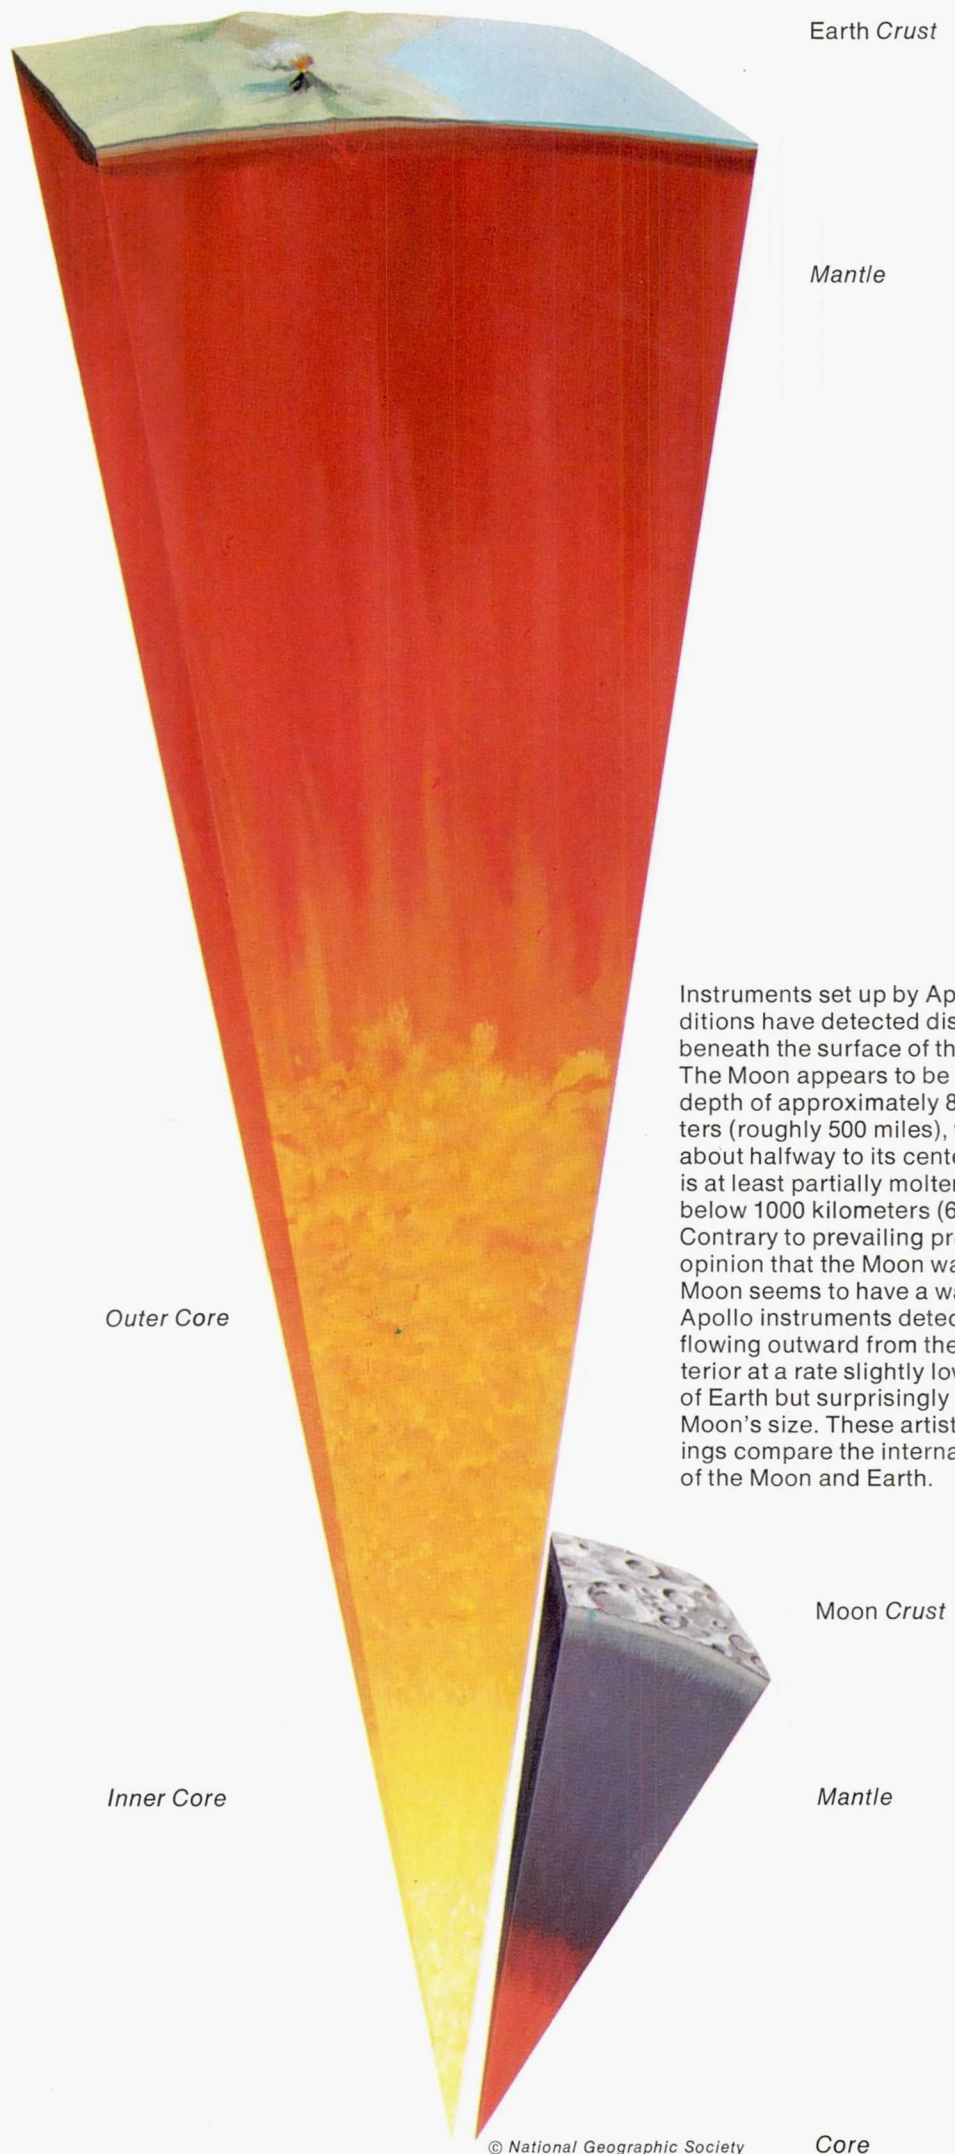 Earth Crust
Mantle
Instruments set up by Ap
ditions have detected dis
beneath the surface of th
The Moon appears to be
depth of approximately 8
ters (roughly 500 miles),
about halfway to its cente
is at least partially molten
below 1000 kilometers (6
Contrary to prevailing pr
opinion that the Moon wa
Moon seems to have a wa
Outer Core
Apollo instruments detec
flowing outward from the
terior at a rate slightly lov
of Earth but surprisingly
Moon's size. These artist
ings compare the interna
of the Moon and Earth.
Moon Crust
Inner Core
Mantle
© National Geographic Society
Core